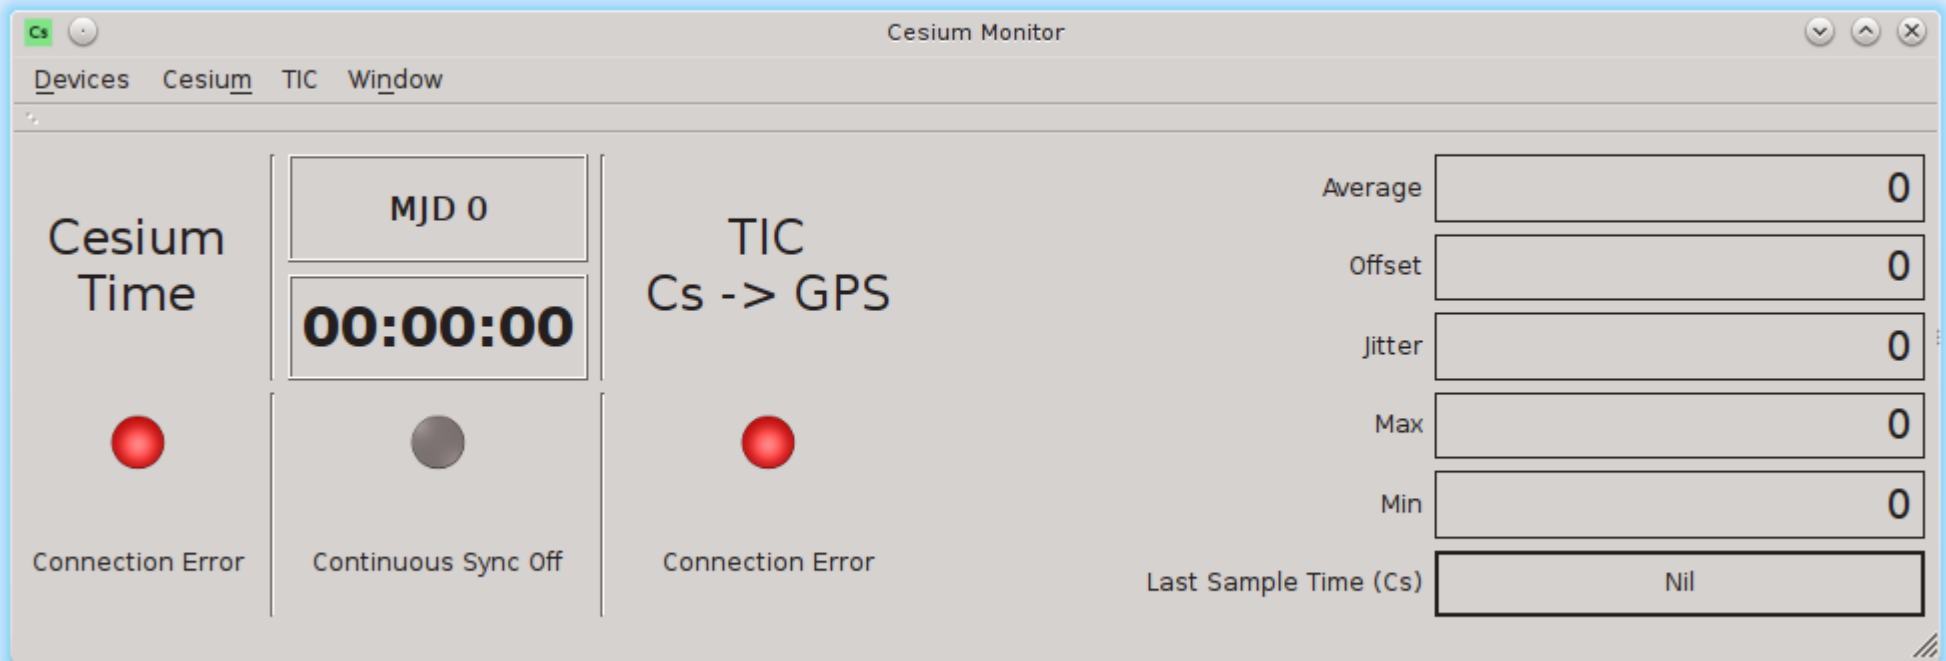 Cs
Cesium Monitor
Devices Cesium TIC Window
Cesium
Time
MJD 0
00:00:00
TIC
Cs -> GPS
Connection Error
Continuous Sync Off
Connection Error
Average 0
Offset 0
Jitter 0
Max 0
Min 0
Last Sample Time (Cs) Nil